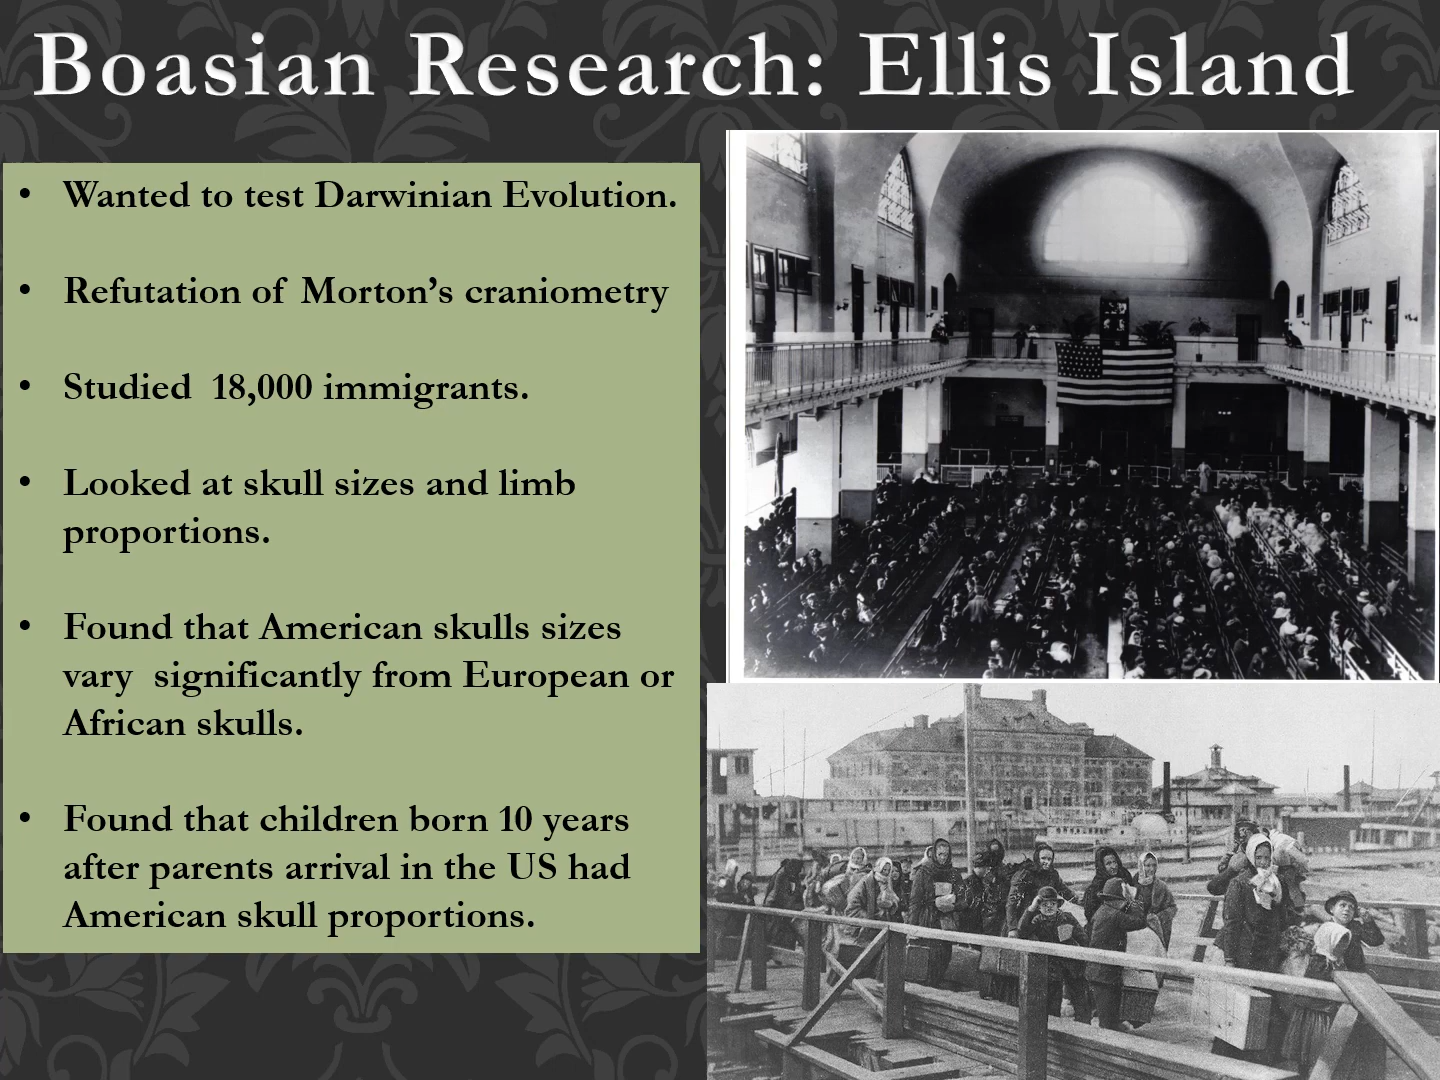 Boasian Research: Ellis Island
• Wanted to test Darwinian Evolution.
• Refutation of Morton’s craniometry
• Studied 18,000 immigrants.
• Looked at skull sizes and limb
proportions.
• Found that American skulls sizes
vary significantly from European or
African skulls.
• Found that children born 10 years
after parents arrival in the US had
American skull proportions.